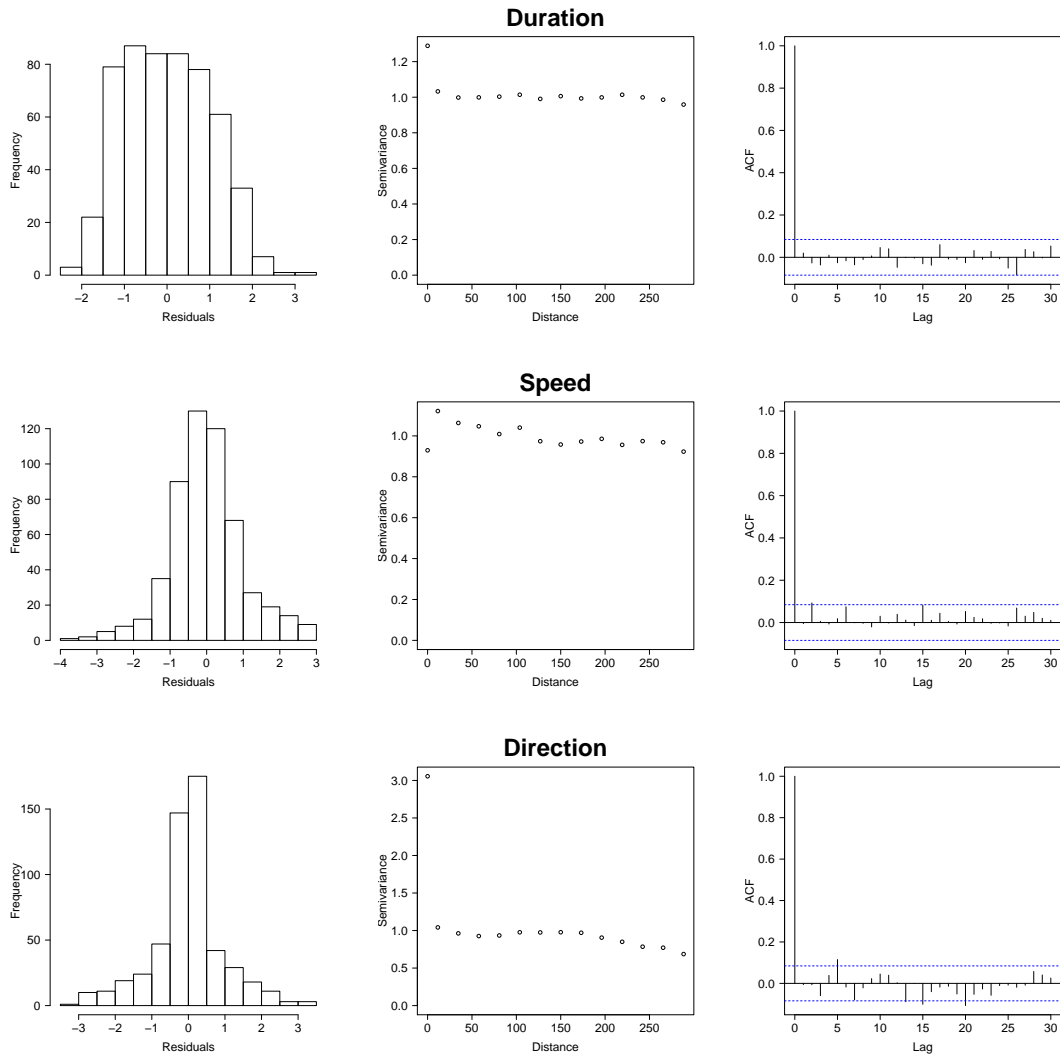 Duration
80
60
40
20
0
Frequency
−2 −1 0 1 2 3
Residuals
1.2
1.0
0.8
0.6
0.4
0.2
0.0
Semivariance
0 50 100 150 200 250
Distance
1.0
0.8
0.6
0.4
0.2
0.0
ACF
0 5 10 15 20 25 30
Lag
Speed
120
100
80
60
40
20
0
Frequency
−4 −3 −2 −1 0 1 2 3
Residuals
1.0
0.8
0.6
0.4
0.2
0.0
Semivariance
0 50 100 150 200 250
Distance
1.0
0.8
0.6
0.4
0.2
0.0
ACF
0 5 10 15 20 25 30
Lag
Direction
150
100
50
0
Frequency
−3 −2 −1 0 1 2 3
Residuals
3.0
2.5
2.0
1.5
1.0
0.5
0.0
Semivariance
0 50 100 150 200 250
Distance
1.0
0.8
0.6
0.4
0.2
0.0
ACF
0 5 10 15 20 25 30
Lag